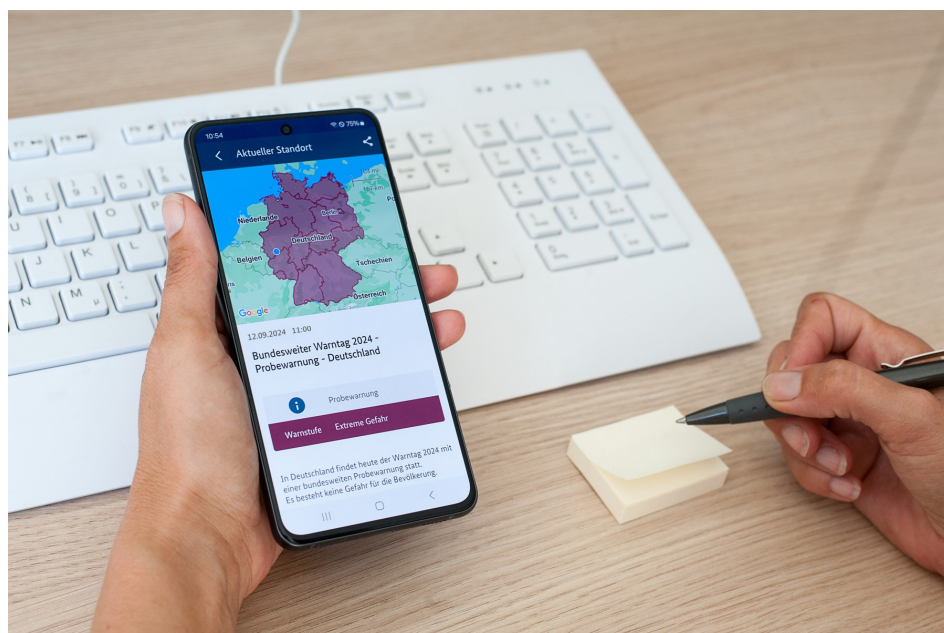 10:54
75%
Aktueller Standort
Niederlande
Berlin
Deutschland
Belgien
Tschechien
Österreich
Google
12.09.2024 11:00
Bundesweiter Warntag 2024 -
Probewarnung - Deutschland
Probewarnung
Warnstufe Extreme Gefahr
In Deutschland findet heute der Warntag 2024 mit
einer bundesweiten Probewarnung statt.
Es besteht keine Gefahr für die Bevölkerung.
U I O P
J K L
N M